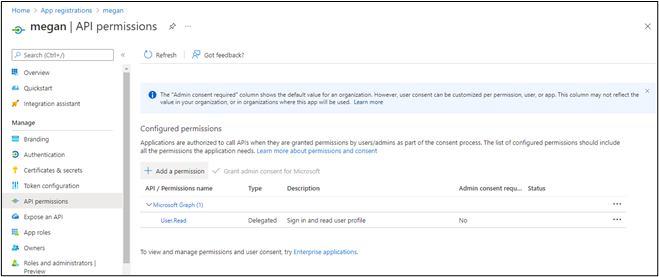 Home > App registrations > megan
megan | API permissions
Search (Ctrl+/)
Refresh
Got feedback?
Overview
Quickstart
Integration assistant
Manage
Branding
Authentication
Certificates & secrets
Token configuration
API permissions
Expose an API
App roles
Owners
Roles and administrators | Preview
The "Admin consent required" column shows the default value for an organization. However, user consent can be customized per permission, user, or app. This column may not reflect the
value in your organization, or in organizations where this app will be used. Learn more
Configured permissions
Applications are authorized to call APIs when they are granted permissions by users/admins as part of the consent process. The list of configured permissions should include
all the permissions the application needs. Learn more about permissions and consent
Add a permission
Grant admin consent for Microsoft
API / Permissions name Type Description Admin consent requ... Status
Microsoft Graph (1)
User.Read Delegated Sign in and read user profile No
To view and manage permissions and user consent, try Enterprise applications.